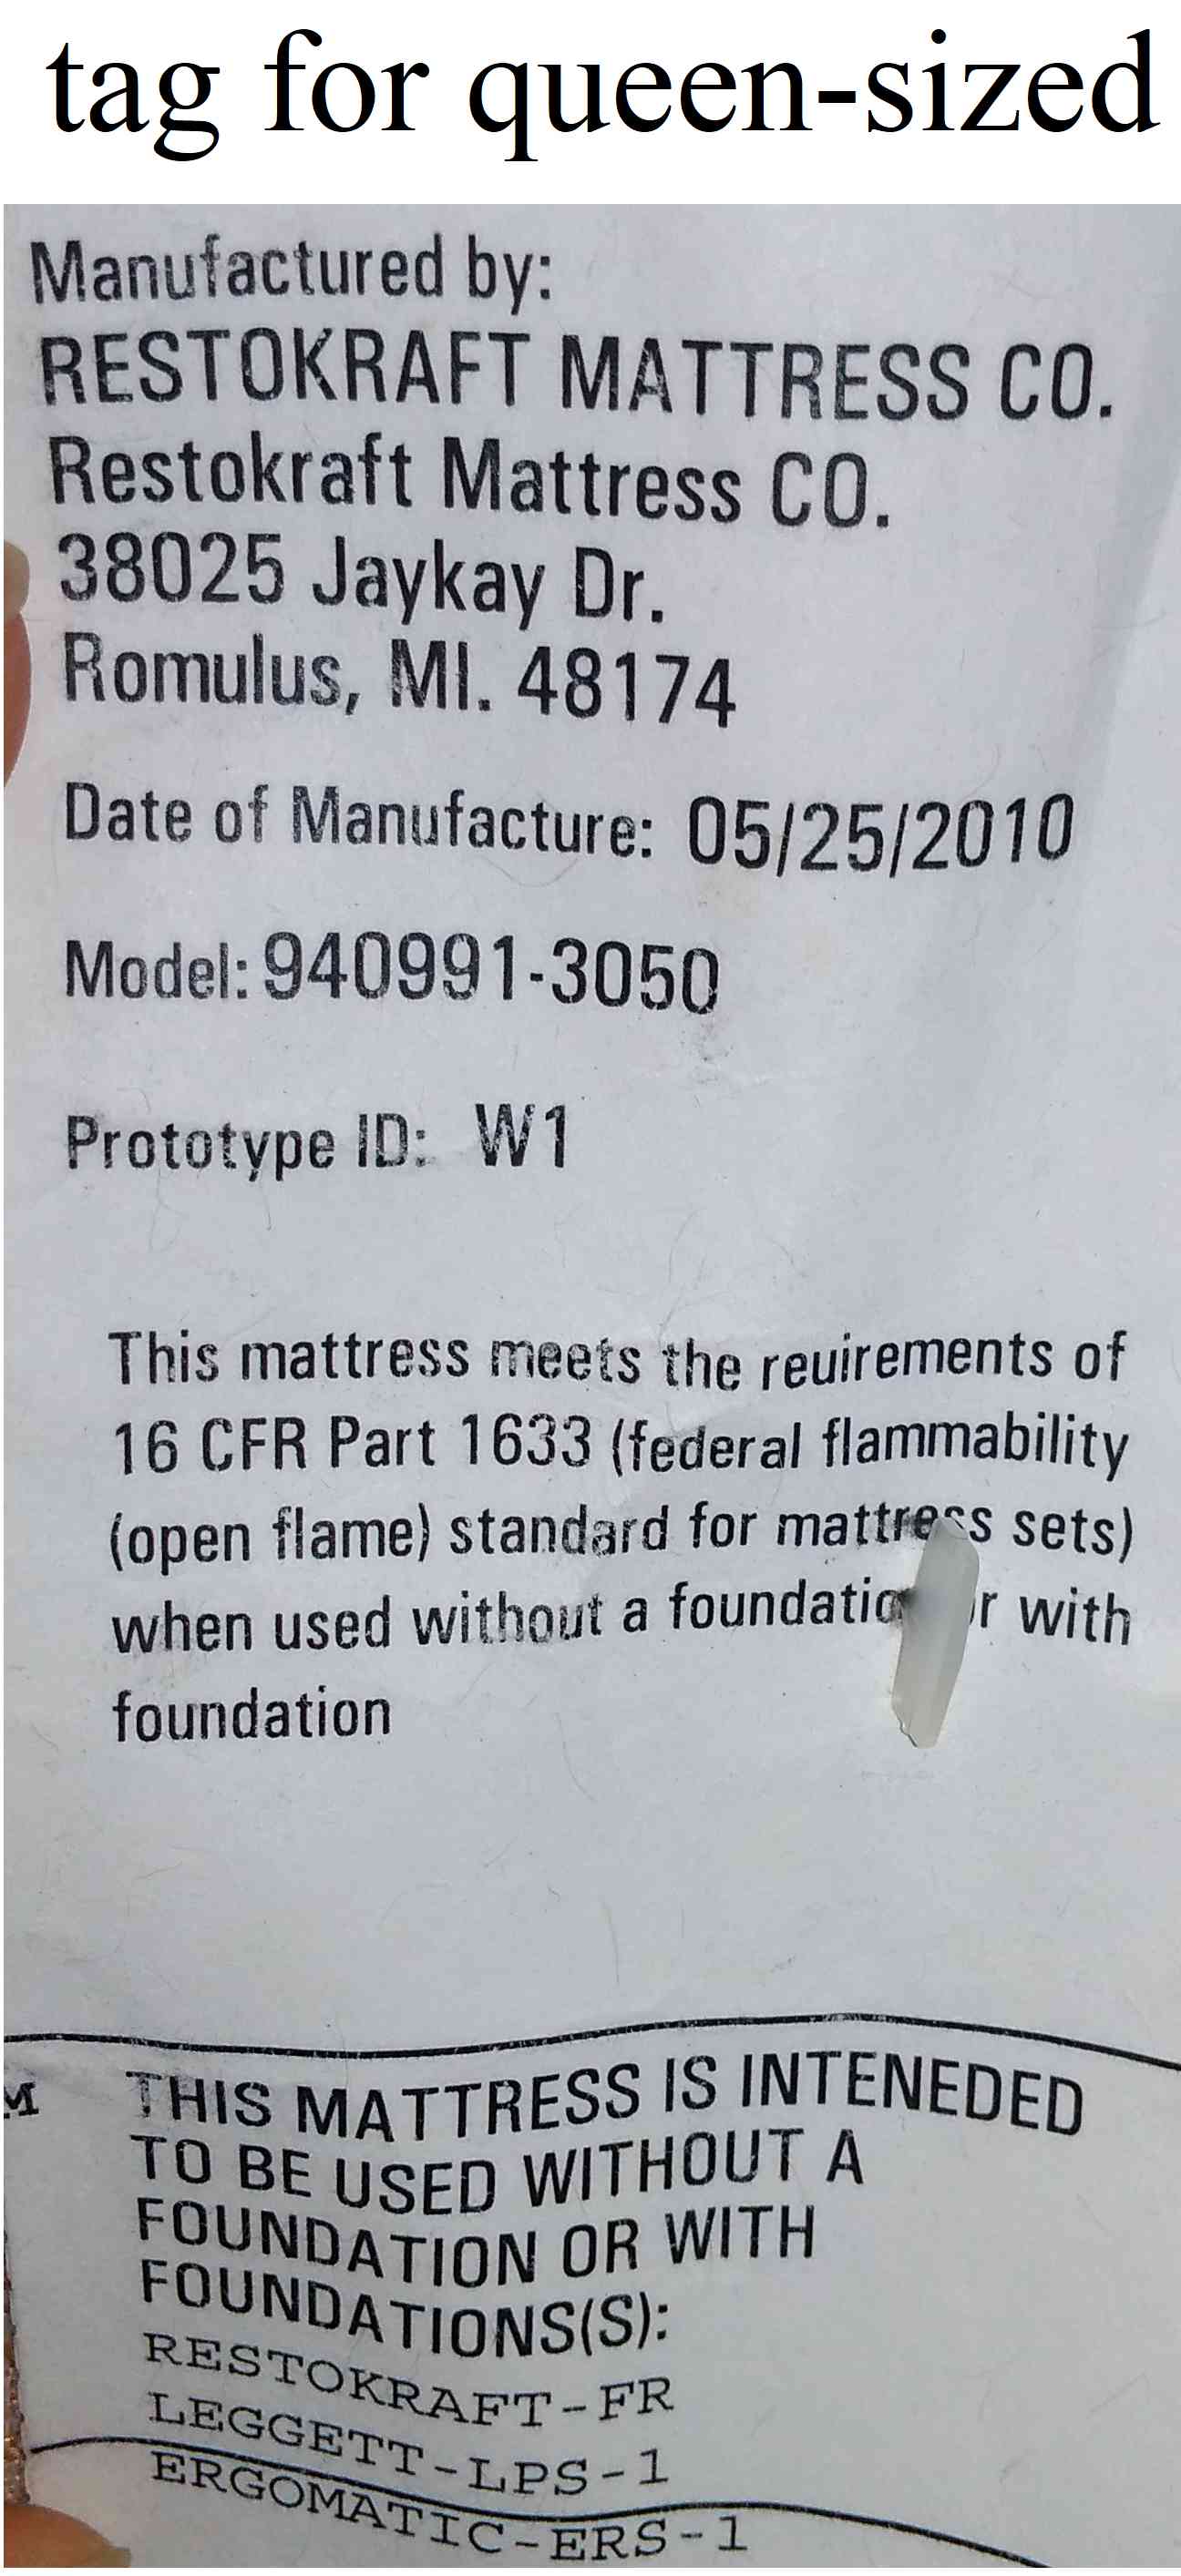 tag for queen-sized
Manufactured by:
RESTOKRAFT MATTRESS CO.
Restokraft Mattress CO.
38025 Jaykay Dr.
Romulus, MI. 48174
Date of Manufacture: 05/25/2010
Model: 940991-3050
Prototype ID: W1
This mattress meets the reuirements of
16 CFR Part 1633 (federal flammability
(open flame) standard for mattress sets)
when used without a with
foundation
M
THIS MATTRESS IS INTENEDED
TO BE USED WITHOUT A
FOUNDATION OR WITH
FOUNDATIONS(S):
RESTOKRAFT-FR
LEGGETT-LPS-1
ERGOMATIC-ERS-1